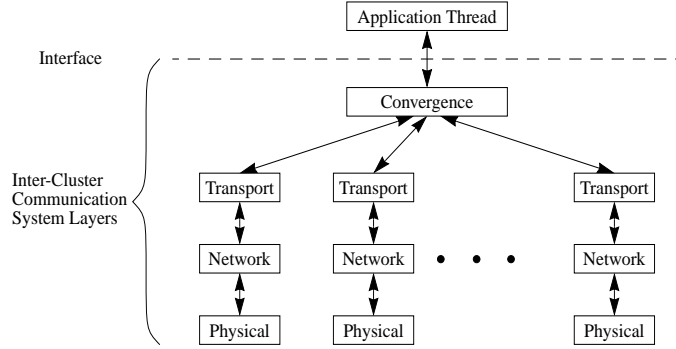 Application Thread
Interface
Convergence
Inter-Cluster
Communication
System Layers
Transport Transport Transport
Network Network Network
Physical Physical Physical